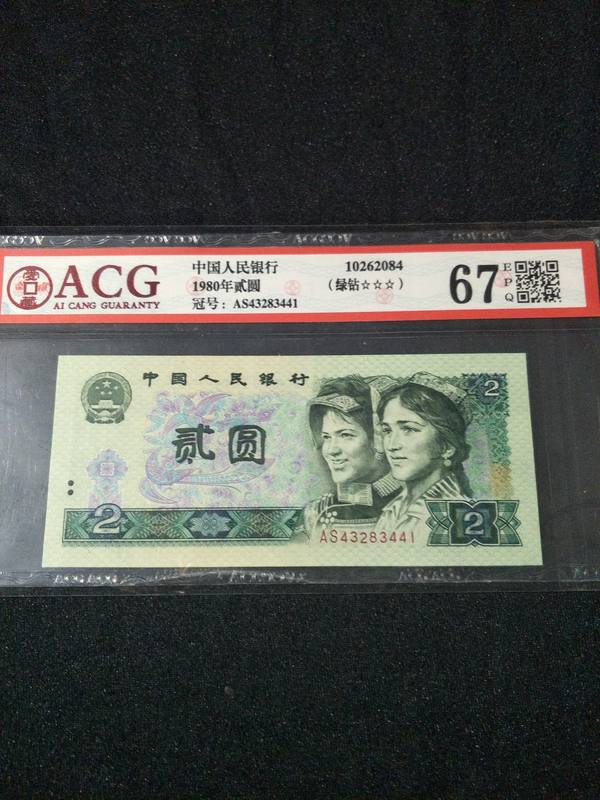 ACG
AI CANG GUARANTY
中国人民银行
1980年贰圆
冠号：AS43283441
10262084
（绿钻☆☆☆）
67
EPQ
中国人民银行
贰圆
2
2
2
AS43283441